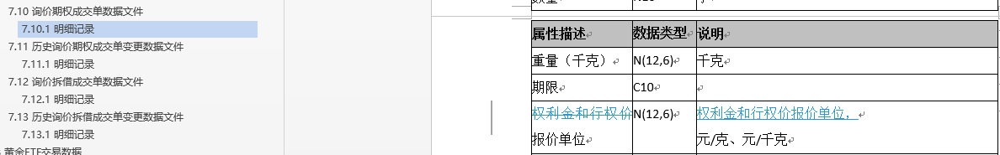 7.10 询价期权成交单数据文件
7.10.1 明细记录
7.11 历史询价期权成交单变更数据文件
7.11.1 明细记录
7.12 询价拆借成交单数据文件
7.12.1 明细记录
7.13 历史询价拆借成交单变更数据文件
7.13.1 明细记录
黄金ETF交易数据
属性描述 数据类型 说明
重量（千克） N(12,6) 千克
期限 C10
权利金和行权价 N(12,6) 权利金和行权价报价单位，
报价单位 元/克、元/千克